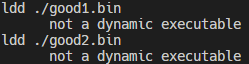 ldd ./good1.bin
        not a dynamic executable
ldd ./good2.bin
        not a dynamic executable